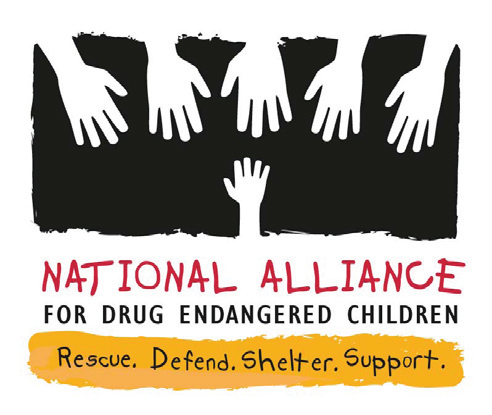 NATIONAL ALLIANCE
FOR DRUG ENDANGERED CHILDREN
Rescue. Defend. Shelter. Support.